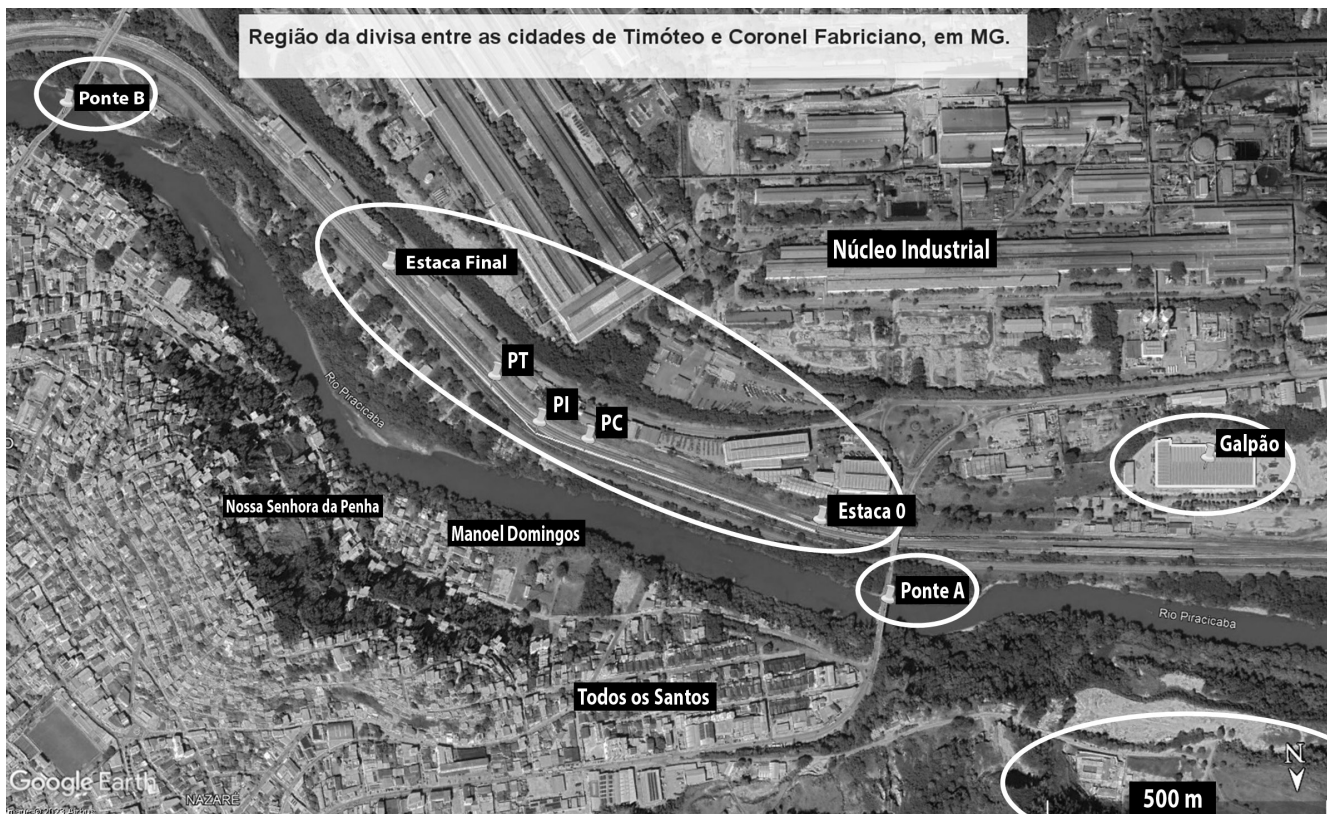 Região da divisa entre as cidades de Timóteo e Coronel Fabriciano, em MG.
Ponte B
Estaca Final
Núcleo Industrial
PT
PI
PC
Galpão
Rio Piracicaba
Nossa Senhora da Penha
Manoel Domingos
Estaca 0
Ponte A
Rio Piracicaba
Todos os Santos
N
Google Earth
NAZARÉ
500 m